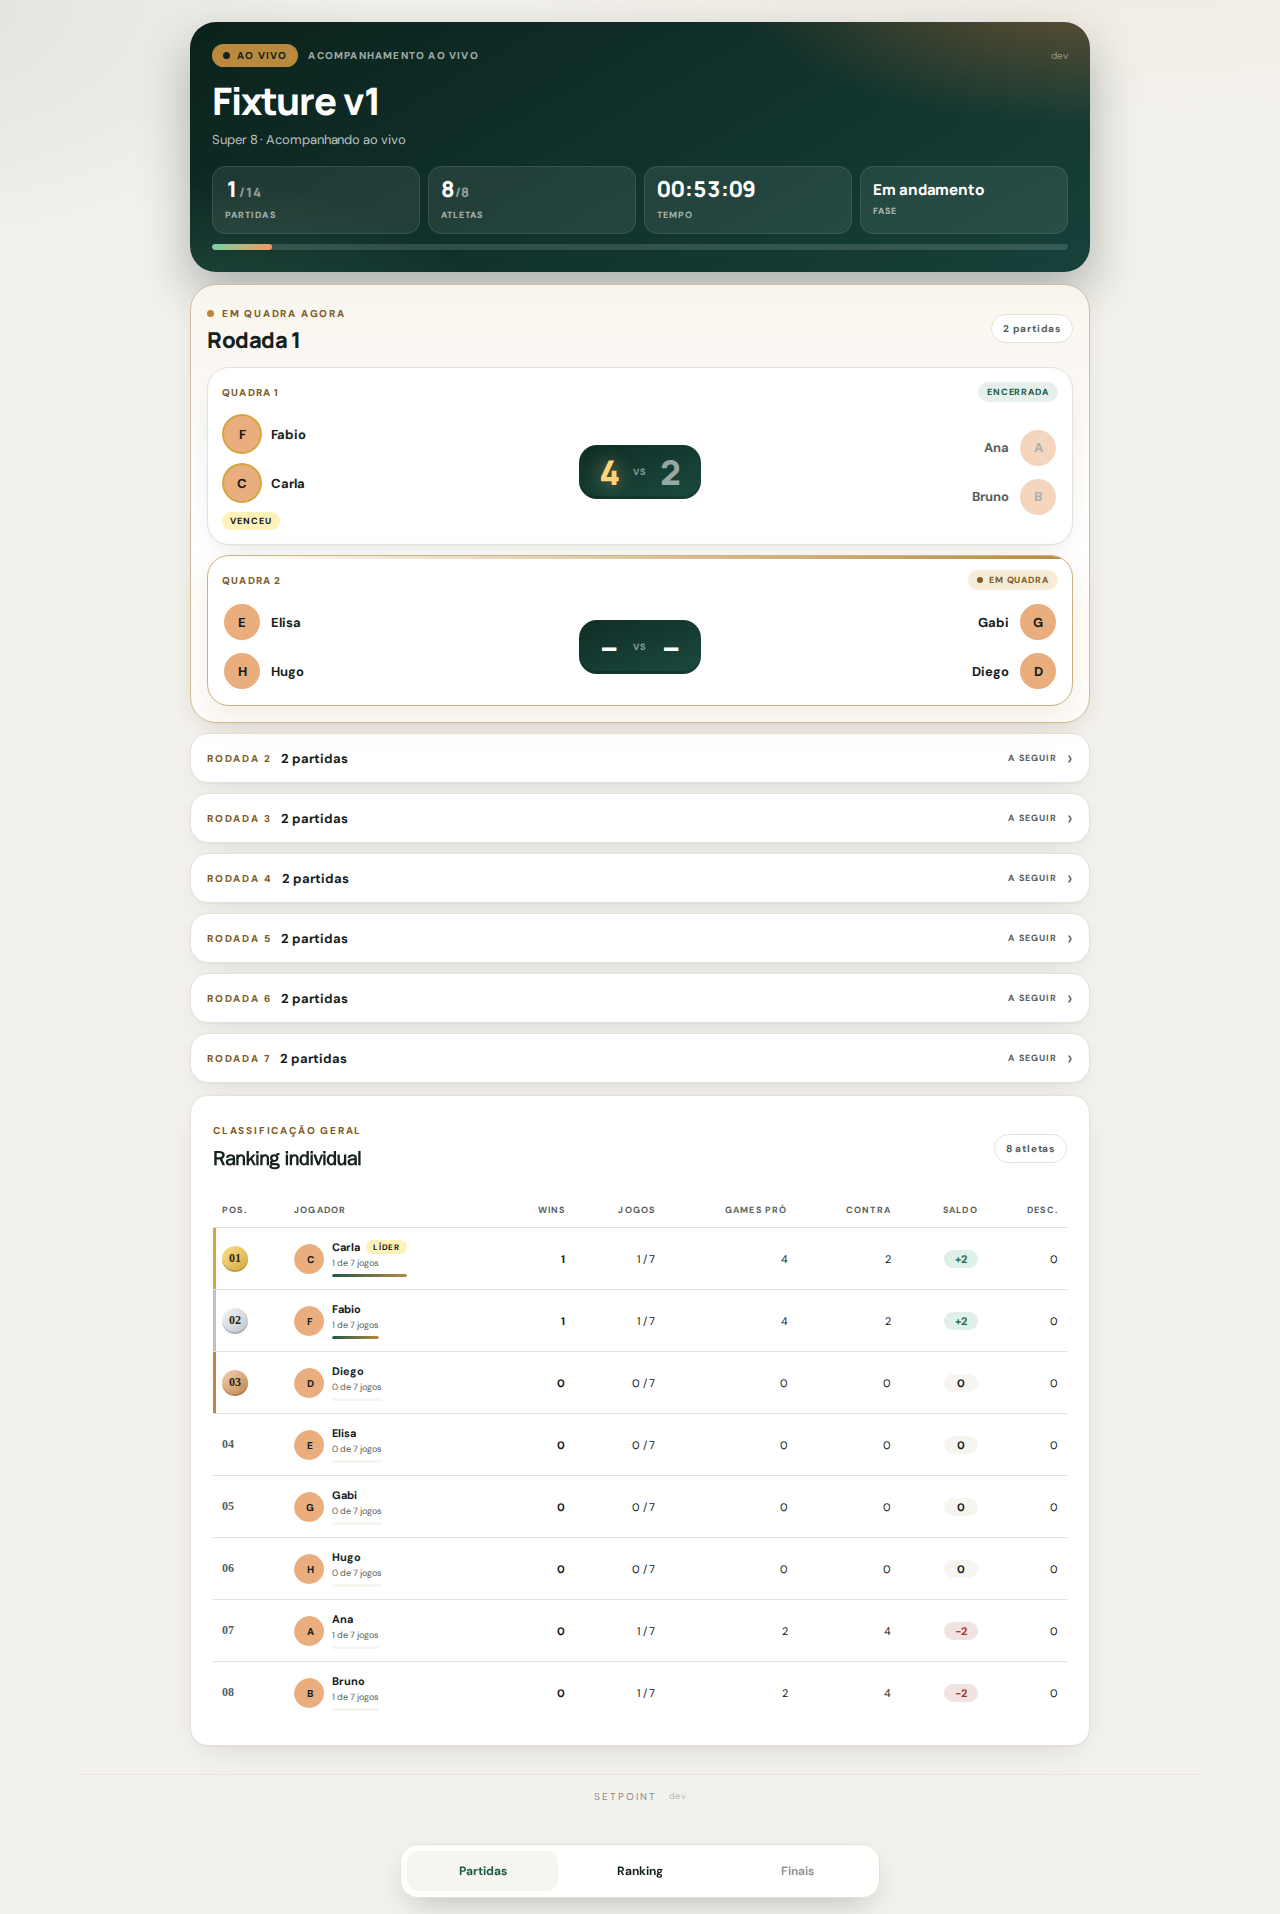 AO VIVO ACOMPANHAMENTO AO VIVO dev
Fixture v1
Super 8 · Acompanhando ao vivo
1/14 8/8 00:53:09 Em andamento
PARTIDAS ATLETAS TEMPO FASE
EM QUADRA AGORA
Rodada 1 2 partidas
QUADRA 1 ENCERRADA
F Fabio Ana A
4 VS 2
C Carla Bruno B
VENCEU
QUADRA 2 EM QUADRA
E Elisa Gabi G
– VS –
H Hugo Diego D
RODADA 2 2 partidas A SEGUIR ›
RODADA 3 2 partidas A SEGUIR ›
RODADA 4 2 partidas A SEGUIR ›
RODADA 5 2 partidas A SEGUIR ›
RODADA 6 2 partidas A SEGUIR ›
RODADA 7 2 partidas A SEGUIR ›
CLASSIFICAÇÃO GERAL
Ranking individual 8 atletas
POS. JOGADOR WINS JOGOS GAMES PRÓ CONTRA SALDO DESC.
01 C Carla LÍDER 1 1 / 7 4 2 +2 0
1 de 7 jogos
02 F Fabio 1 1 / 7 4 2 +2 0
1 de 7 jogos
03 D Diego 0 0 / 7 0 0 0 0
0 de 7 jogos
04 E Elisa 0 0 / 7 0 0 0 0
0 de 7 jogos
05 G Gabi 0 0 / 7 0 0 0 0
0 de 7 jogos
06 H Hugo 0 0 / 7 0 0 0 0
0 de 7 jogos
07 A Ana 0 1 / 7 2 4 −2 0
1 de 7 jogos
08 B Bruno 0 1 / 7 2 4 −2 0
1 de 7 jogos
SETPOINT dev
Partidas Ranking Finais